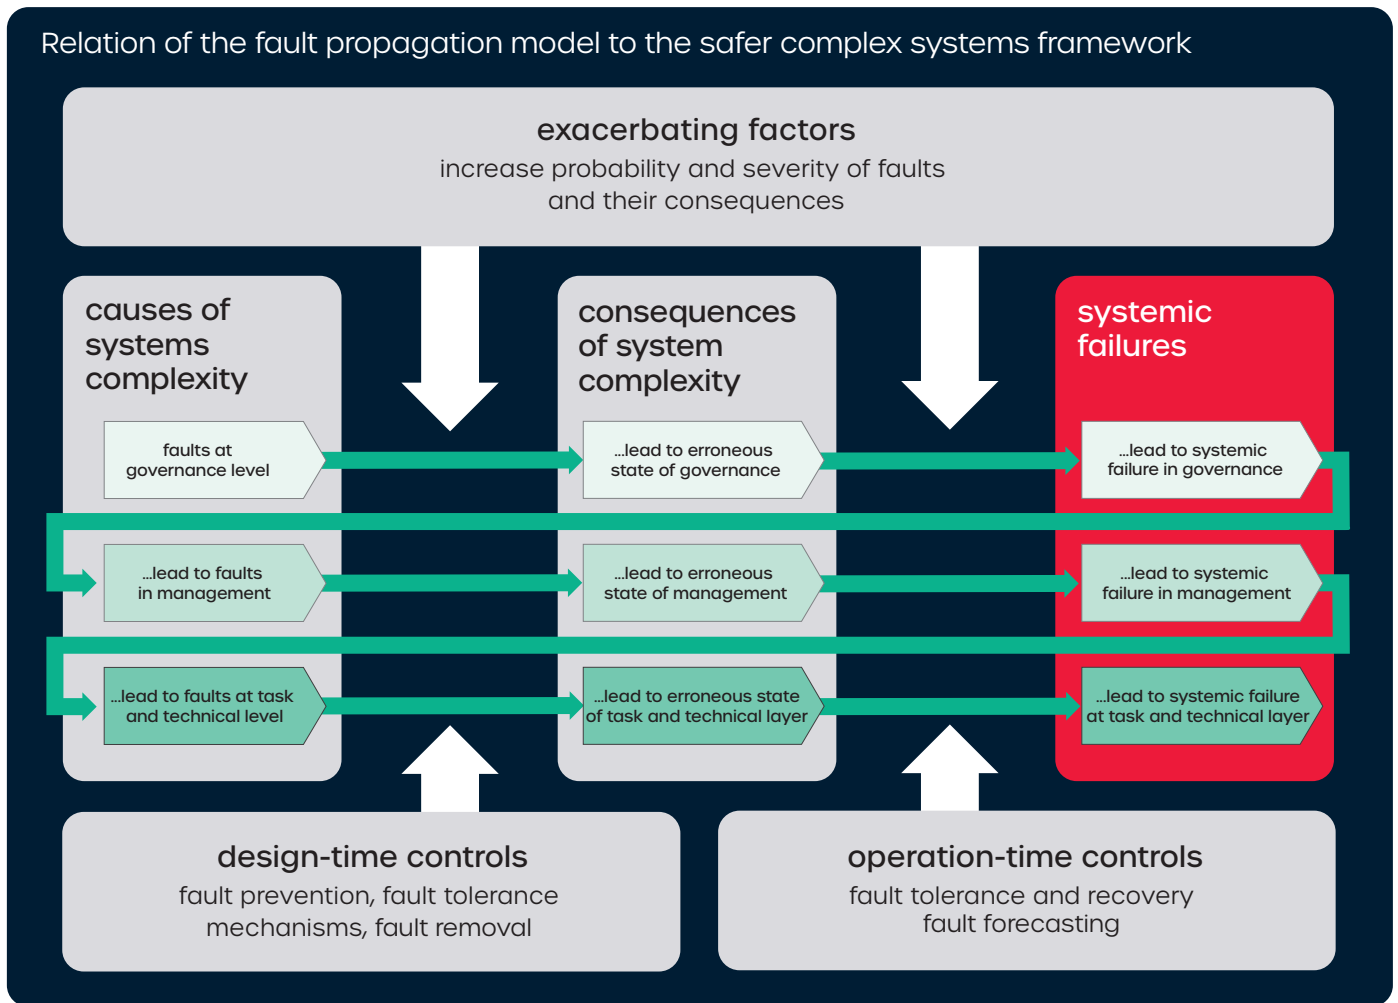 Relation of the fault propagation model to the safer complex systems framework
exacerbating factors
increase probability and severity of faults
and their consequences
causes of
systems
complexity
consequences
of system
complexity
systemic
failures
faults at
governance level
...lead to erroneous
state of governance
...lead to systemic
failure in governance
...lead to faults
in management
...lead to erroneous
state of management
...lead to systemic
failure in management
...lead to faults at task
and technical level
...lead to erroneous state
of task and technical layer
...lead to systemic failure
at task and technical layer
design-time controls
fault prevention, fault tolerance
mechanisms, fault removal
operation-time controls
fault tolerance and recovery
fault forecasting